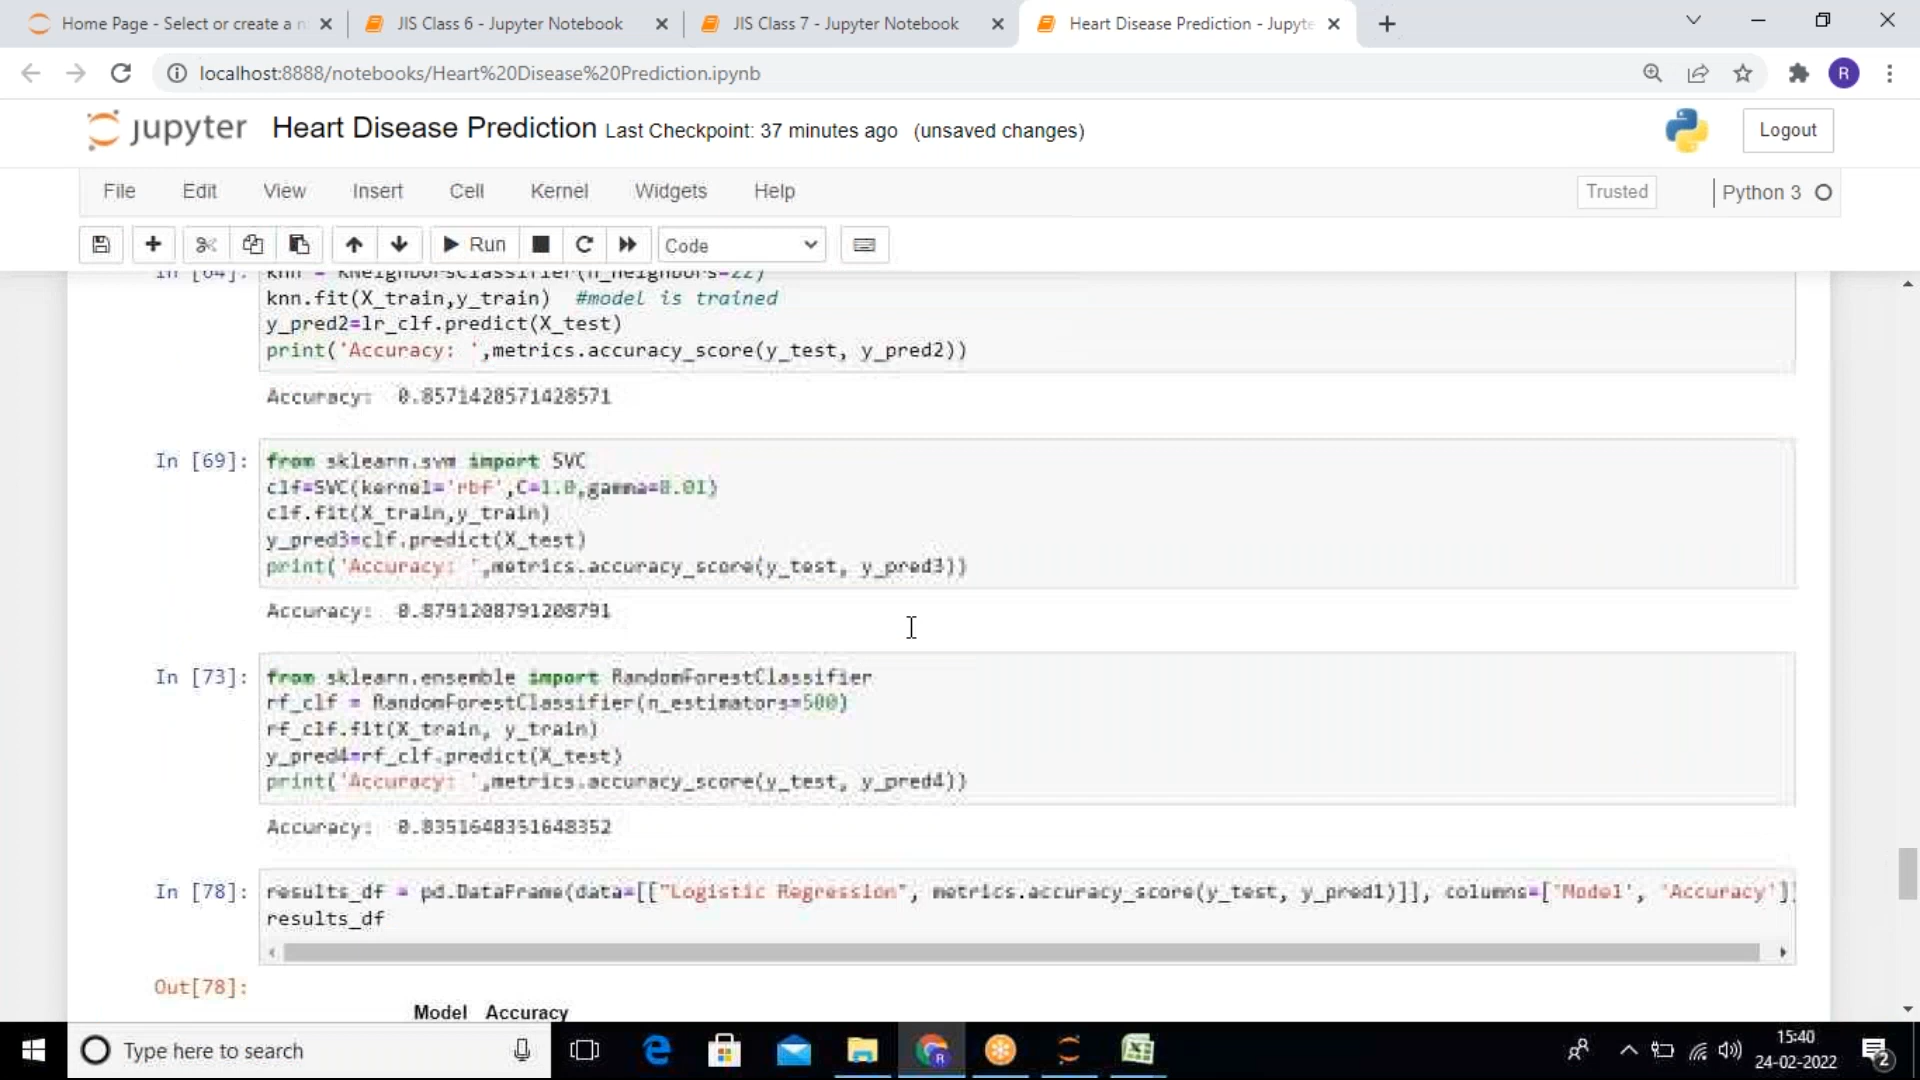 Home Page - Select or create a n
JIS Class 6 - Jupyter Notebook
JIS Class 7 - Jupyter Notebook
Heart Disease Prediction - Jupyte
localhost:8888/notebooks/Heart%20Disease%20Prediction.ipynb
R
jupyter Heart Disease Prediction Last Checkpoint: 37 minutes ago (unsaved changes)
Logout
File Edit View Insert Cell Kernel Widgets Help
Trusted
Python 3
Run
Code
In [64]: knn = KNeighborsClassifier(n_neighbors=22)
knn.fit(X_train,y_train) #model is trained
y_pred2=lr_clf.predict(X_test)
print('Accuracy: ',metrics.accuracy_score(y_test, y_pred2))
Accuracy: 0.8571428571428571
In [69]: from sklearn.svm import SVC
clf=SVC(kernel='rbf',C=1.0,gamma=0.01)
clf.fit(X_train,y_train)
y_pred3=clf.predict(X_test)
print('Accuracy: ',metrics.accuracy_score(y_test, y_pred3))
Accuracy: 0.8791208791208791
In [73]: from sklearn.ensemble import RandomForestClassifier
rf_clf = RandomForestClassifier(n_estimators=500)
rf_clf.fit(X_train, y_train)
y_pred4=rf_clf.predict(X_test)
print('Accuracy: ',metrics.accuracy_score(y_test, y_pred4))
Accuracy: 0.8351648351648352
In [78]: results_df = pd.DataFrame(data=[["Logistic Regression", metrics.accuracy_score(y_test, y_pred1)]], columns=['Model', 'Accuracy']
results_df
Out[78]:
Model Accuracy
Type here to search
R
15:40
24-02-2022
2